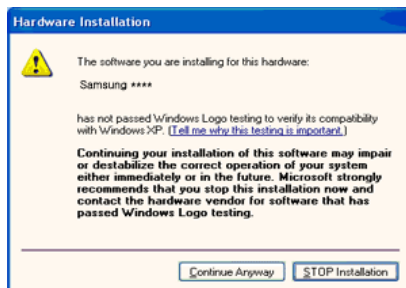 Hardware Installation
The software you are installing for this hardware:
Samsung ****
has not passed Windows Logo testing to verify its compatibility
with Windows XP. (Tell me why this testing is important.)
Continuing your installation of this software may impair
or destabilize the correct operation of your system
either immediately or in the future. Microsoft strongly
recommends that you stop this installation now and
contact the hardware vendor for software that has
passed Windows Logo testing.
Continue Anyway STOP Installation